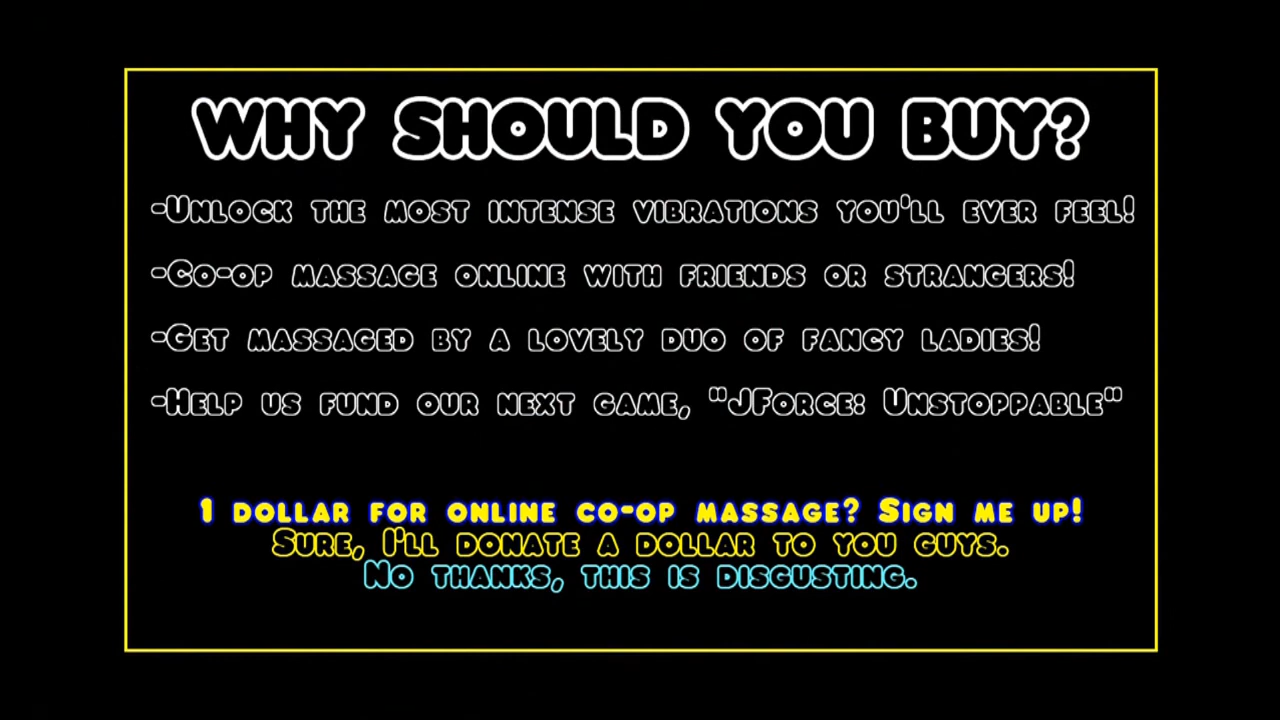 Why Should You Buy?
-Unlock the most intense vibrations you'll ever feel!
-Co-op massage online with friends or strangers!
-Get massaged by a lovely duo of fancy ladies!
-Help us fund our next game, "JForce: Unstoppable"
1 dollar for online co-op massage? Sign me up!
Sure, I'll donate a dollar to you guys.
No thanks, this is disgusting.